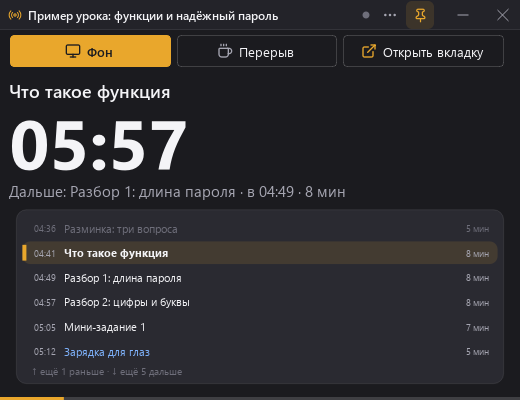 Пример урока: функции и надёжный пароль
Фон
Перерыв
Открыть вкладку
Что такое функция
05:57
Дальше: Разбор 1: длина пароля · в 04:49 · 8 мин
04:36 Разминка: три вопроса 5 мин
04:41 Что такое функция 8 мин
04:49 Разбор 1: длина пароля 8 мин
04:57 Разбор 2: цифры и буквы 8 мин
05:05 Мини-задание 1 7 мин
05:12 Зарядка для глаз 5 мин
↑ ещё 1 раньше · ↓ ещё 5 дальше